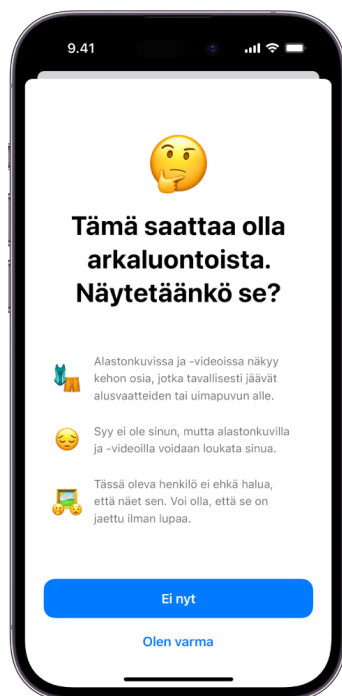 9.41
Tämä saattaa olla
arkaluontoista.
Näytetäänkö se?
Alastonkuvissa ja -videoissa näkyy
kehon osia, jotka tavallisesti jäävät
alusvaatteiden tai uimapuvun alle.
Syy ei ole sinun, mutta alastonkuvilla
ja -videoilla voidaan loukata sinua.
Tässä oleva henkilö ei ehkä halua,
että näet sen. Voi olla, että se on
jaettu ilman lupaa.
Ei nyt
Olen varma